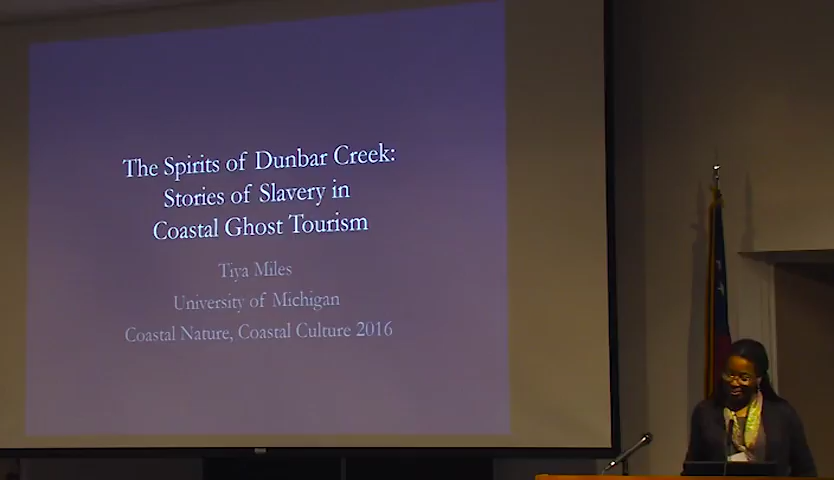 The Spirits of Dunbar Creek:
Stories of Slavery in
Coastal Ghost Tourism
Tiya Miles
University of Michigan
Coastal Nature, Coastal Culture 2016